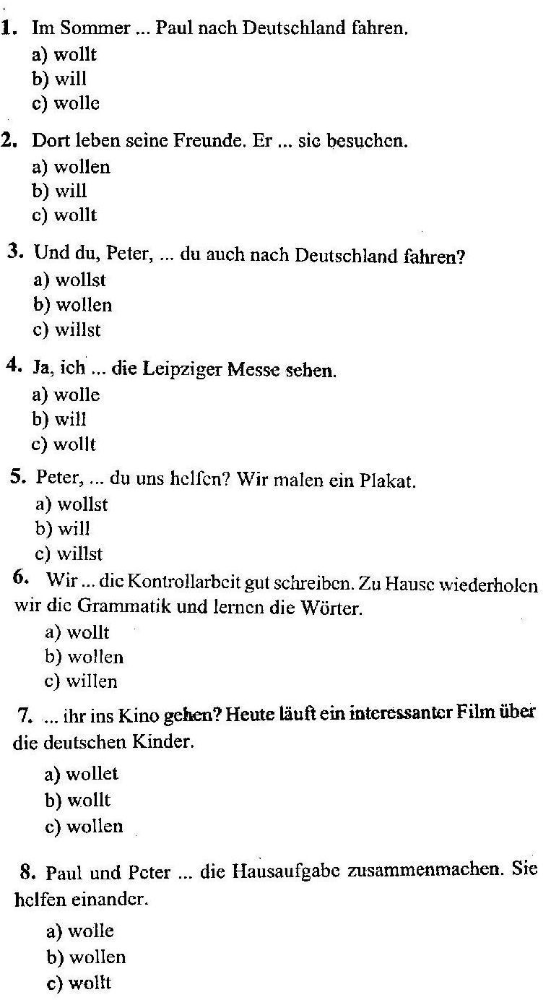 1. Im Sommer ... Paul nach Deutschland fahren.
a) wollt
b) will
c) wolle
2. Dort leben seine Freunde. Er ... sie besuchen.
a) wollen
b) will
c) wollt
3. Und du, Peter, ... du auch nach Deutschland fahren?
a) wollst
b) wollen
c) willst
4. Ja, ich ... die Leipziger Messe sehen.
a) wolle
b) will
c) wollt
5. Peter, ... du uns helfen? Wir malen ein Plakat.
a) wollst
b) will
c) willst
6. Wir ... die Kontrollarbeit gut schreiben. Zu Hause wiederholen
wir die Grammatik und lernen die Wörter.
a) wollt
b) wollen
c) willen
7. ... ihr ins Kino gehen? Heute läuft ein interessanter Film über
die deutschen Kinder.
a) wollet
b) wollt
c) wollen
8. Paul und Peter ... die Hausaufgabe zusammenmachen. Sie
helfen einander.
a) wolle
b) wollen
c) wollt